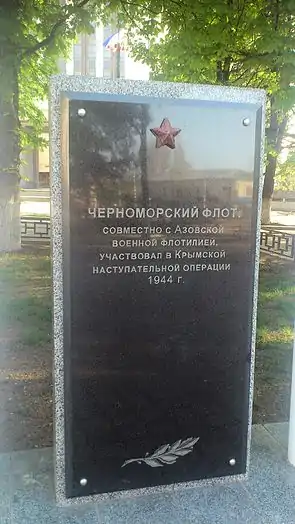 ЧЕРНОМОРСКИЙ ФЛОТ,
СОВМЕСТНО С АЗОВСКОЙ
ВОЕННОЙ ФЛОТИЛИЕЙ,
УЧАСТВОВАЛ В КРЫМСКОЙ
НАСТУПАТЕЛЬНОЙ ОПЕРАЦИИ
1944 г.